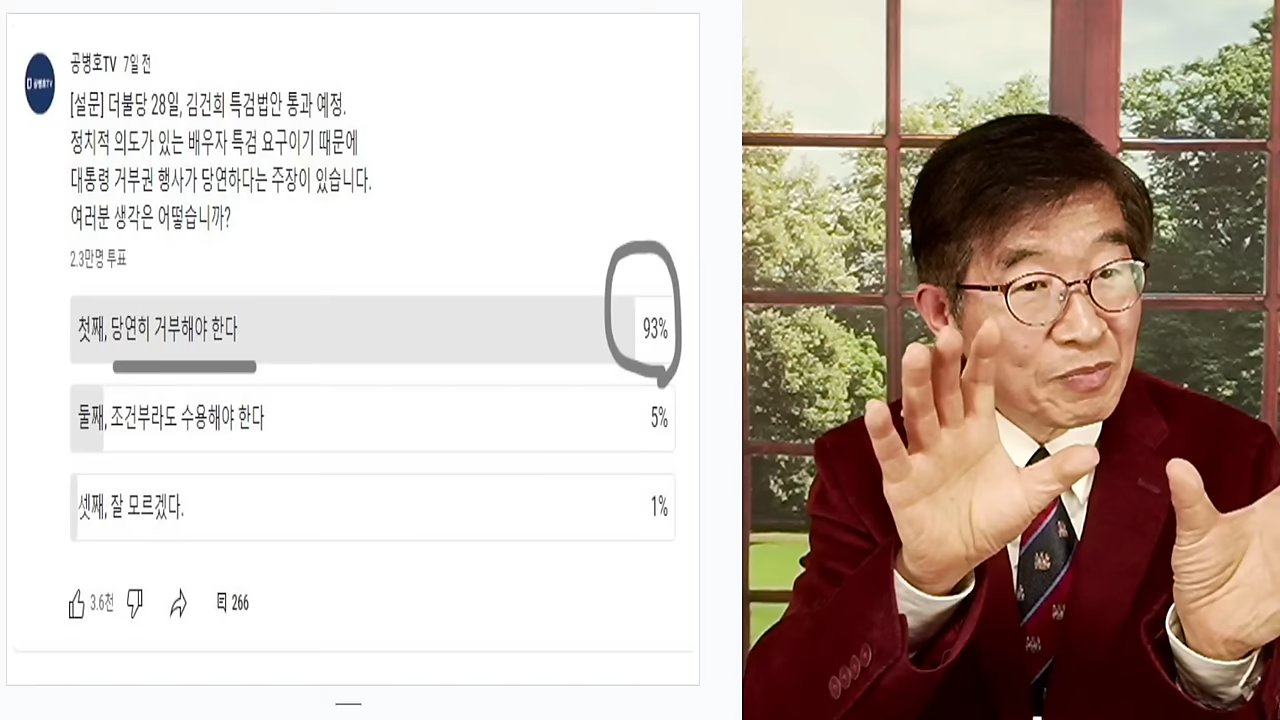 공병호TV
공병호TV 7일 전
[설문] 더불당 28일, 김건희 특검법안 통과 예정.
정치적 의도가 있는 배우자 특검 요구이기 때문에
대통령 거부권 행사가 당연하다는 주장이 있습니다.
여러분 생각은 어떻습니까?
2.3만명 투표
첫째, 당연히 거부해야 한다 93%
둘째, 조건부라도 수용해야 한다 5%
셋째, 잘 모르겠다. 1%
3.6천 266